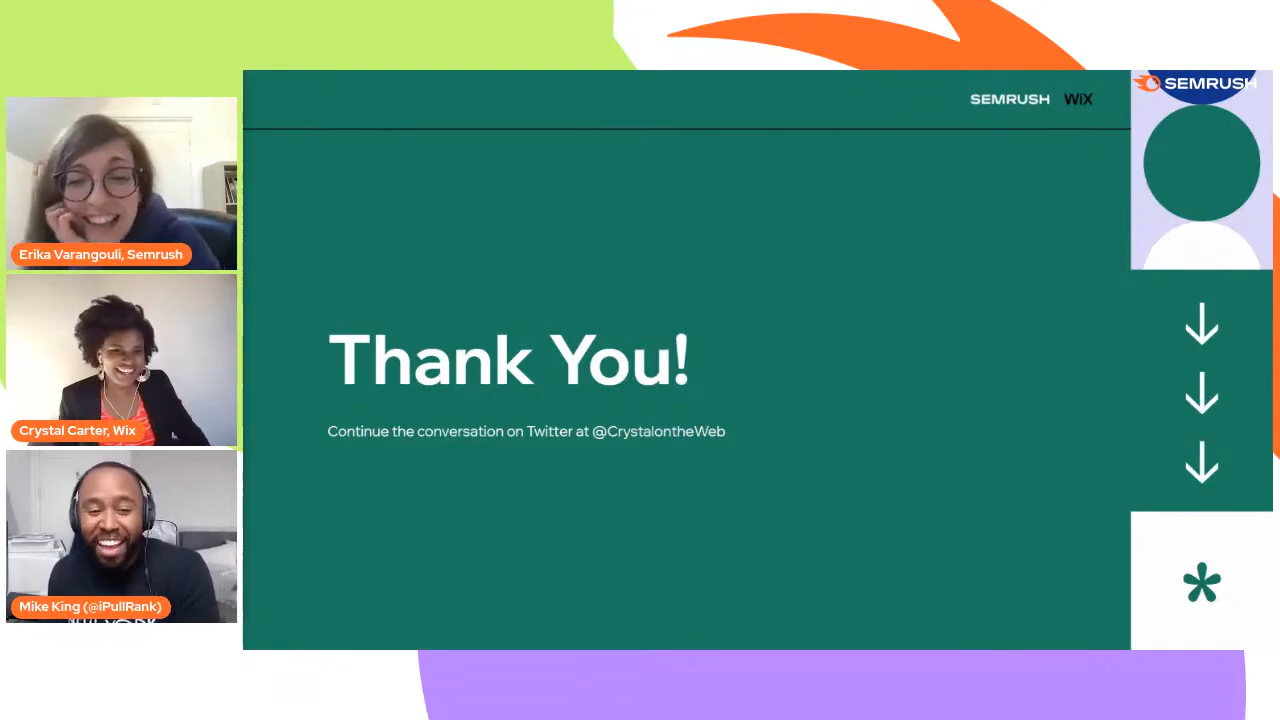 SEMRUSH WiX
SEMRUSH
Erika Varangouli, Semrush
Crystal Carter, Wix
Mike King (@iPullRank)
Thank You!
Continue the conversation on Twitter at @CrystalontheWeb